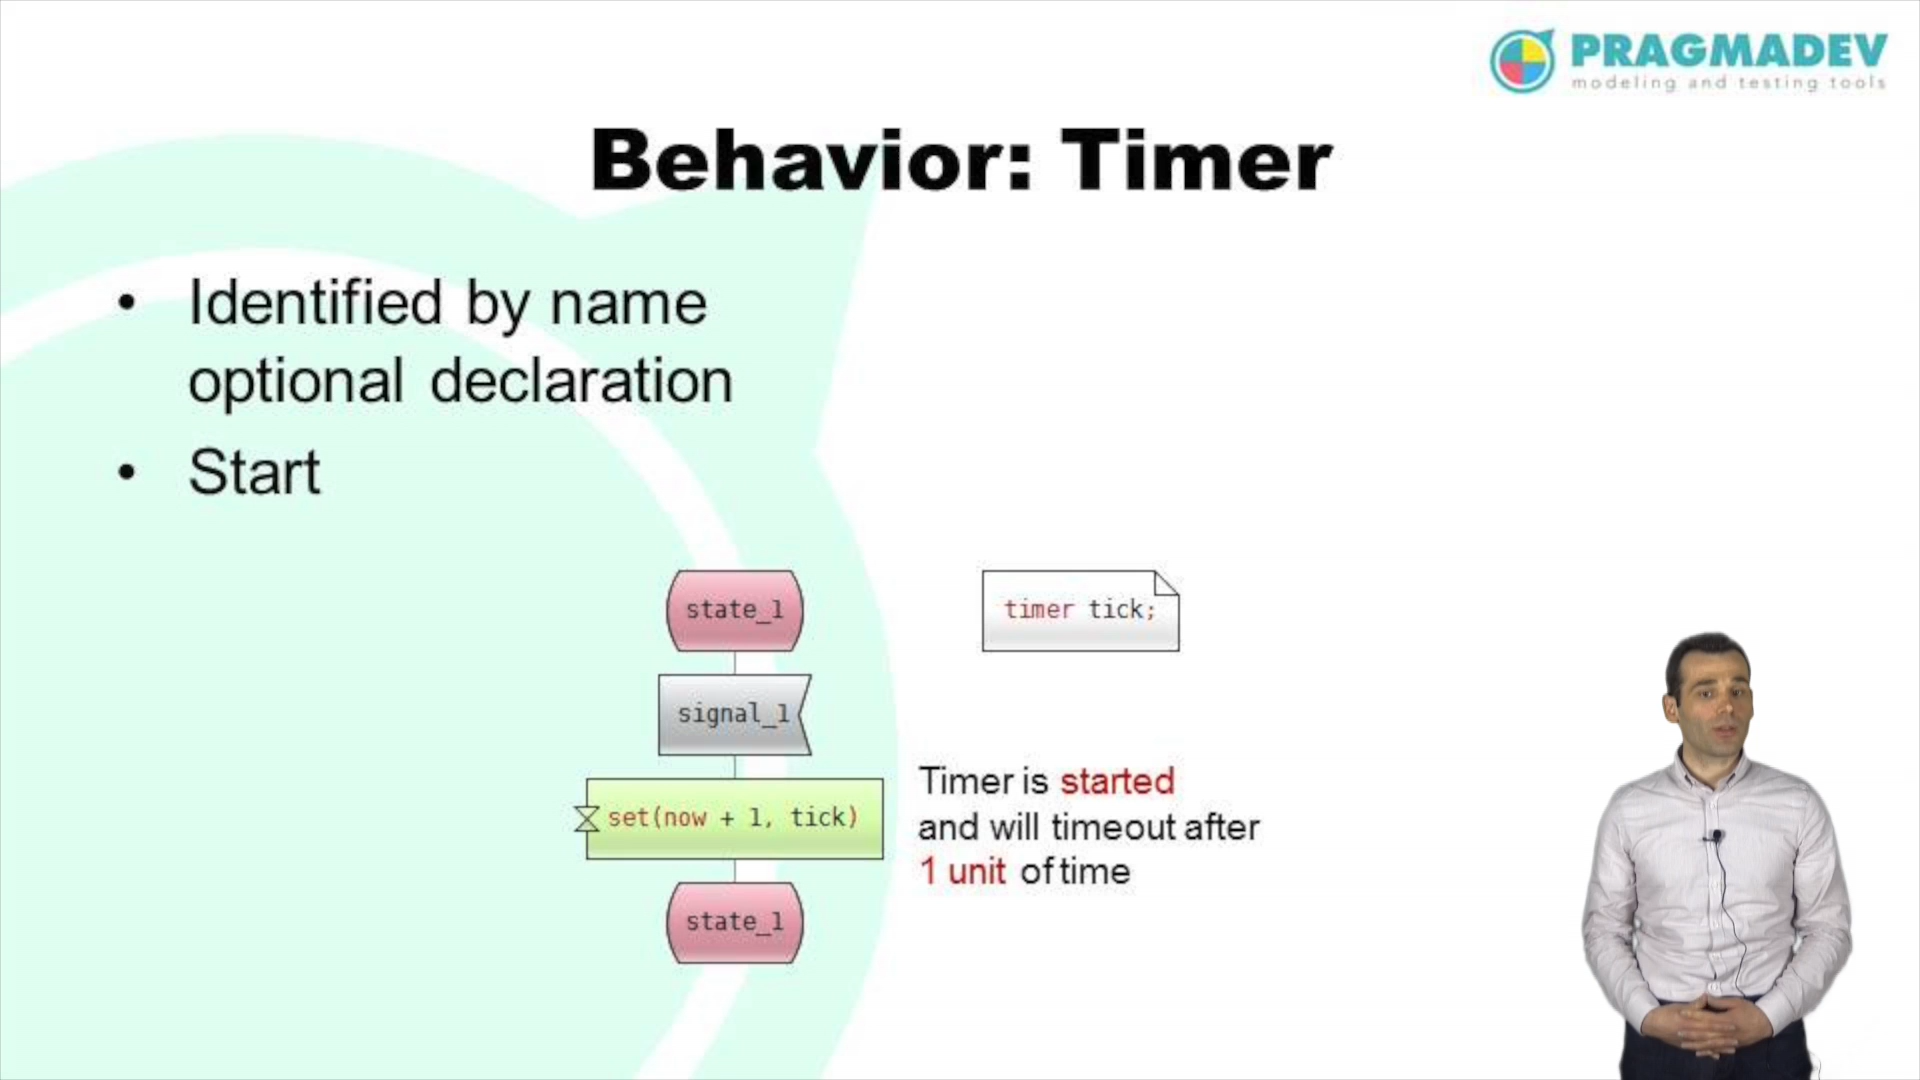 PRAGMADEV
modeling and testing tools
Behavior: Timer
• Identified by name
optional declaration
• Start
state_1
timer tick;
signal_1
set(now + 1, tick)
Timer is started
and will timeout after
1 unit of time
state_1